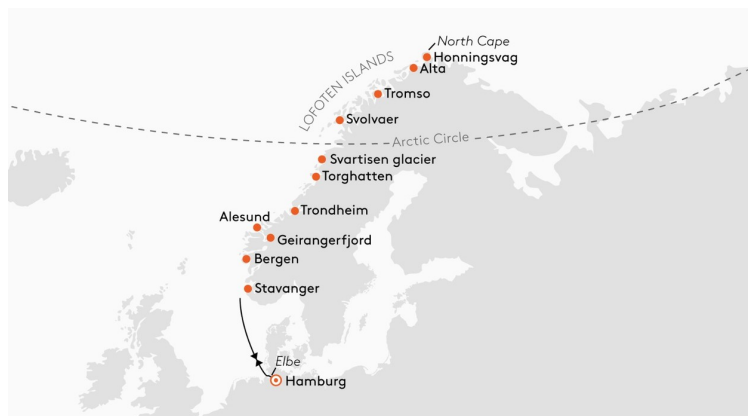 North Cape
Honningsvag
Alta
LOFOTEN ISLANDS
Tromso
Svolvaer
Arctic Circle
Svartisen glacier
Torghatten
Trondheim
Alesund
Geirangerfjord
Bergen
Stavanger
Elbe
Hamburg